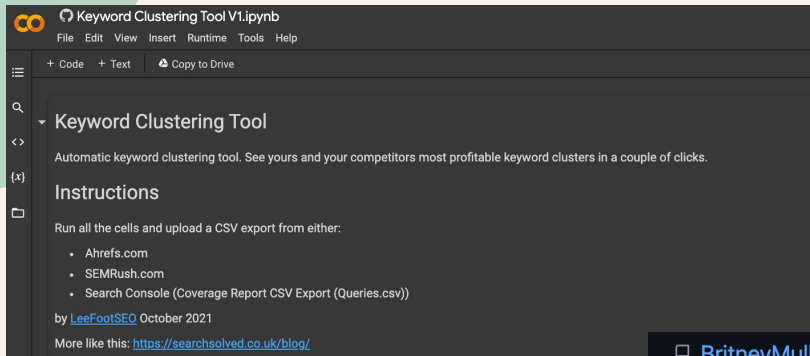 Keyword Clustering Tool V1.ipynb
File Edit View Insert Runtime Tools Help
+ Code + Text Copy to Drive
Keyword Clustering Tool
Automatic keyword clustering tool. See yours and your competitors most profitable keyword clusters in a couple of clicks.
{x}
Instructions
Run all the cells and upload a CSV export from either:
• Ahrefs.com
• SEMRush.com
• Search Console (Coverage Report CSV Export (Queries.csv))
by LeeFootSEO October 2021
More like this: https://searchsolved.co.uk/blog/